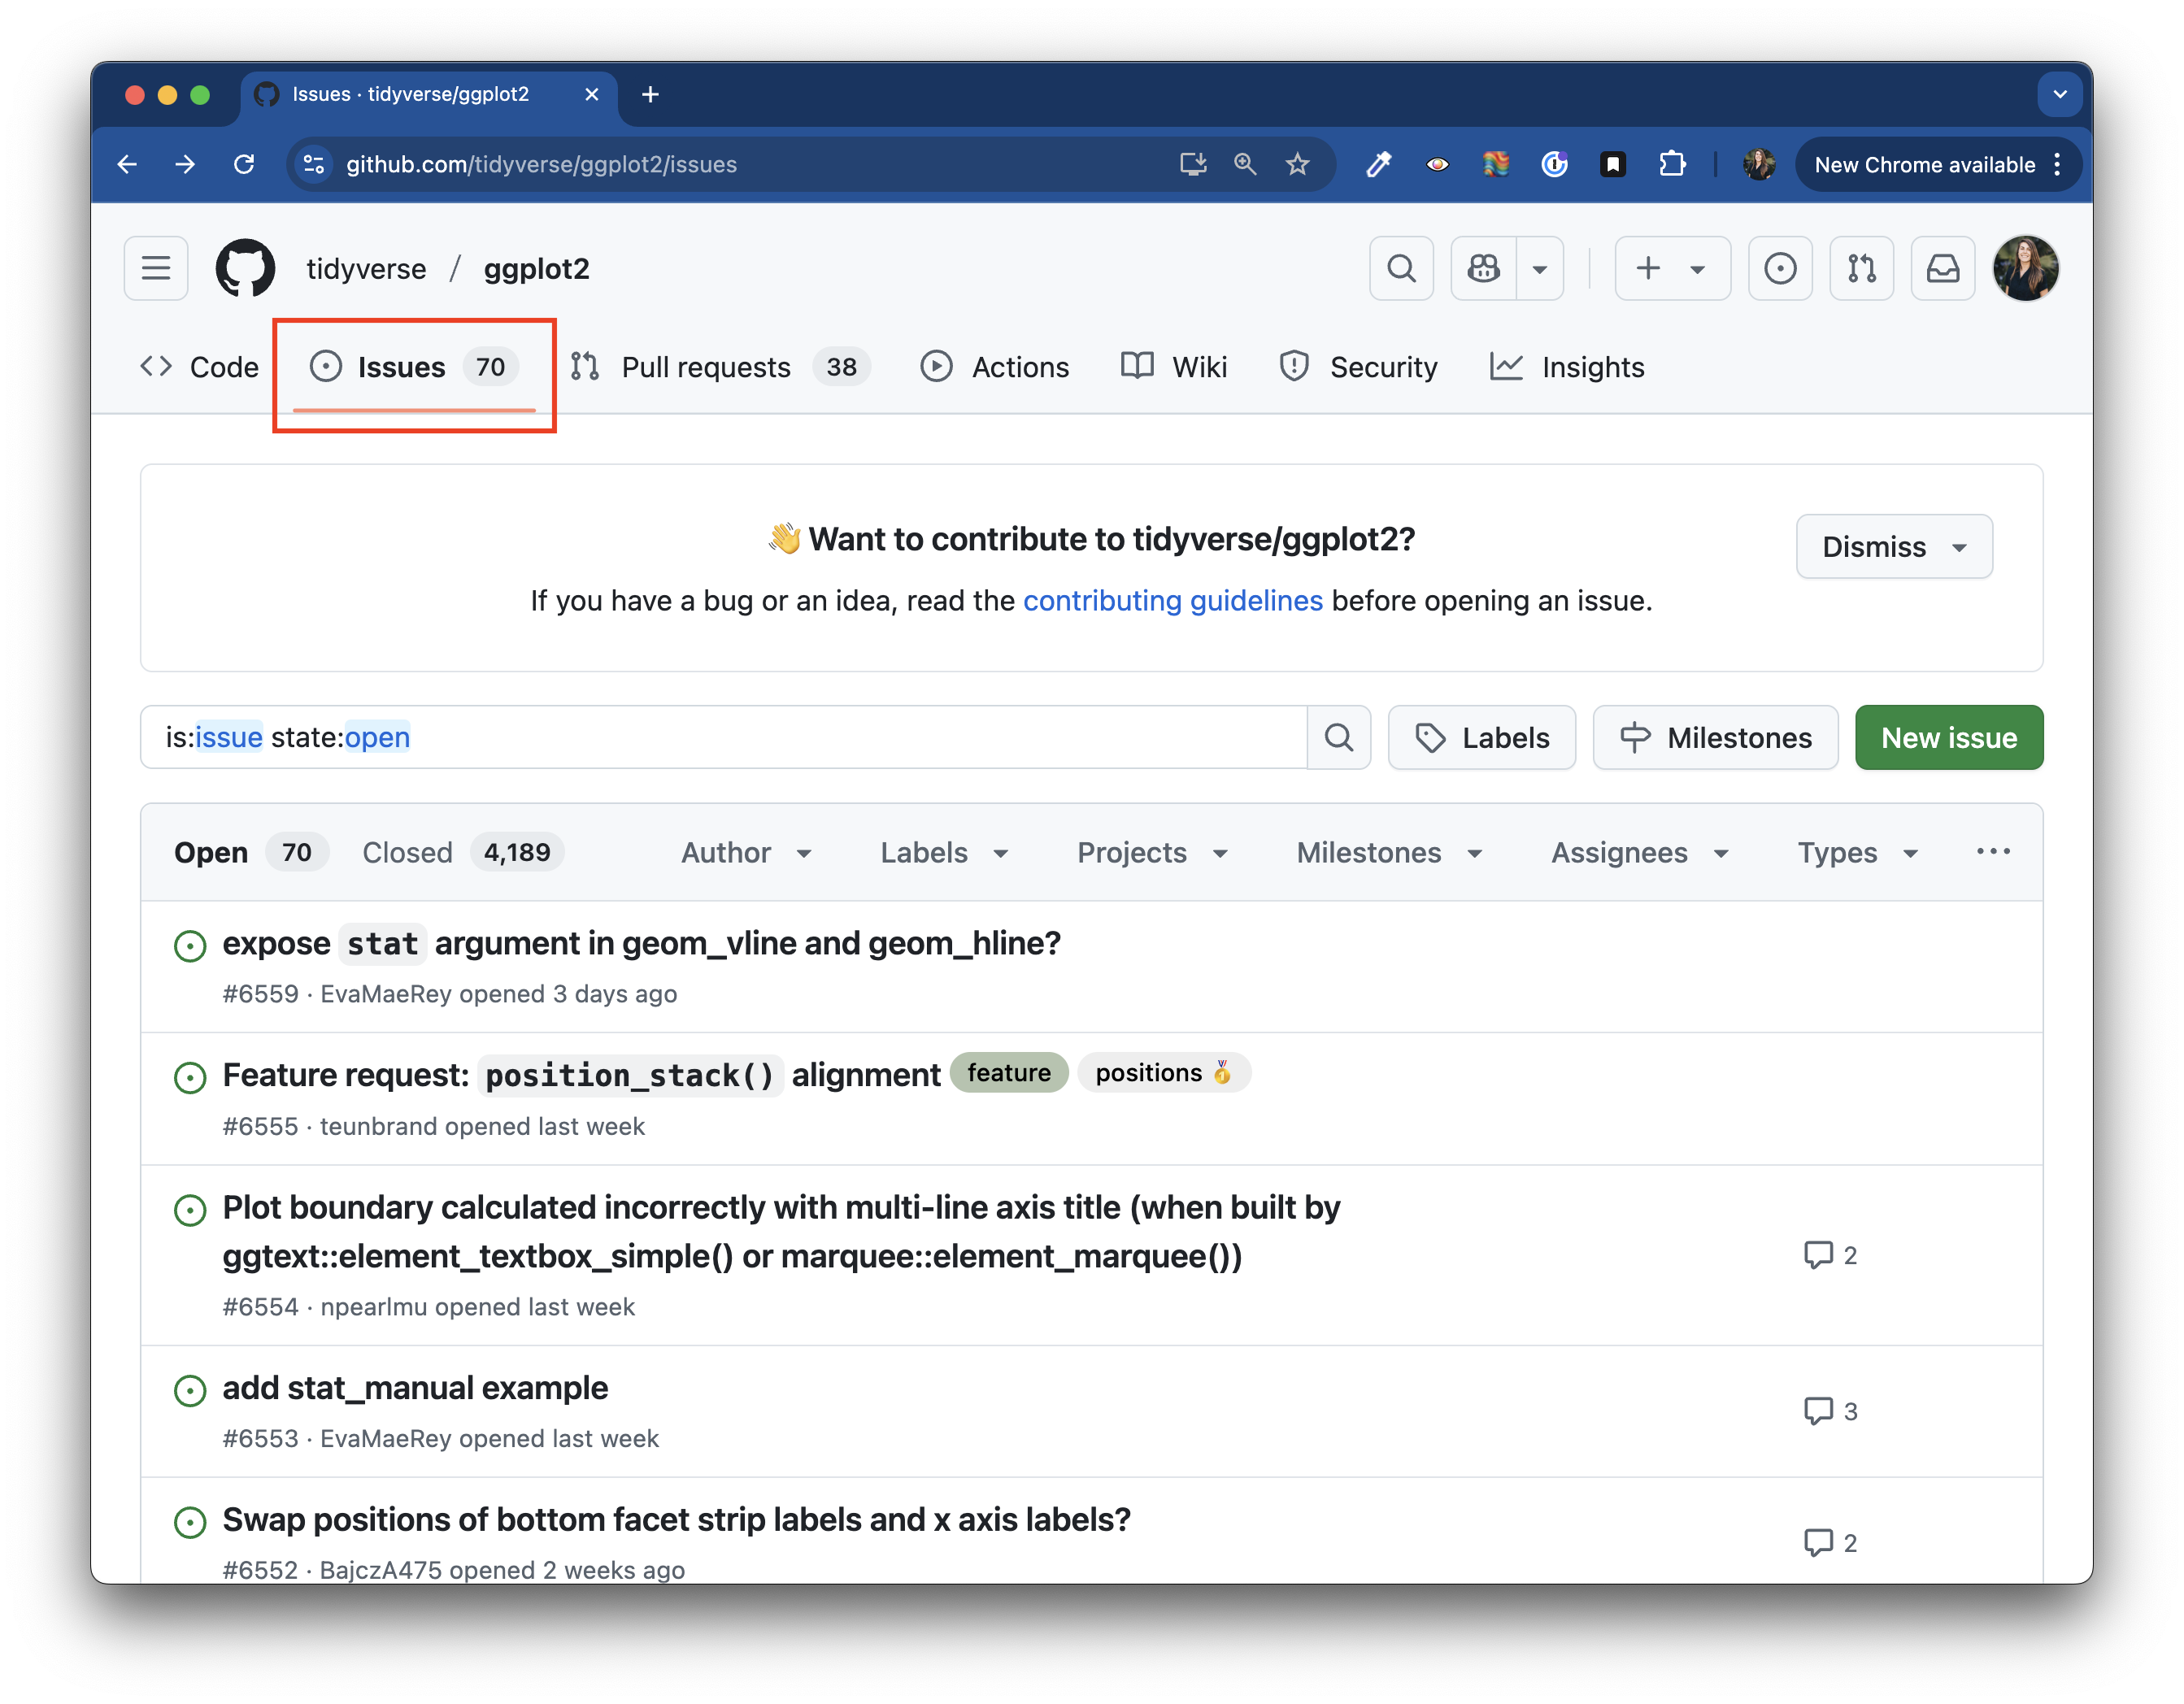 Issues · tidyverse/ggplot2
github.com/tidyverse/ggplot2/issues
New Chrome available
tidyverse / ggplot2
Code
Issues 70
Pull requests 38
Actions
Wiki
Security
Insights
👋 Want to contribute to tidyverse/ggplot2?
Dismiss
If you have a bug or an idea, read the contributing guidelines before opening an issue.
is:issue state:open
Labels
Milestones
New issue
Open 70
Closed 4,189
Author
Labels
Projects
Milestones
Assignees
Types
expose stat argument in geom_vline and geom_hline?
#6559 · EvaMaeRey opened 3 days ago
Feature request: position_stack() alignment feature positions 🥇
#6555 · teunbrand opened last week
Plot boundary calculated incorrectly with multi-line axis title (when built by
ggtext::element_textbox_simple() or marquee::element_marquee())
2
#6554 · npearlmu opened last week
add stat_manual example
3
#6553 · EvaMaeRey opened last week
Swap positions of bottom facet strip labels and x axis labels?
2
#6552 · BajczA475 opened 2 weeks ago